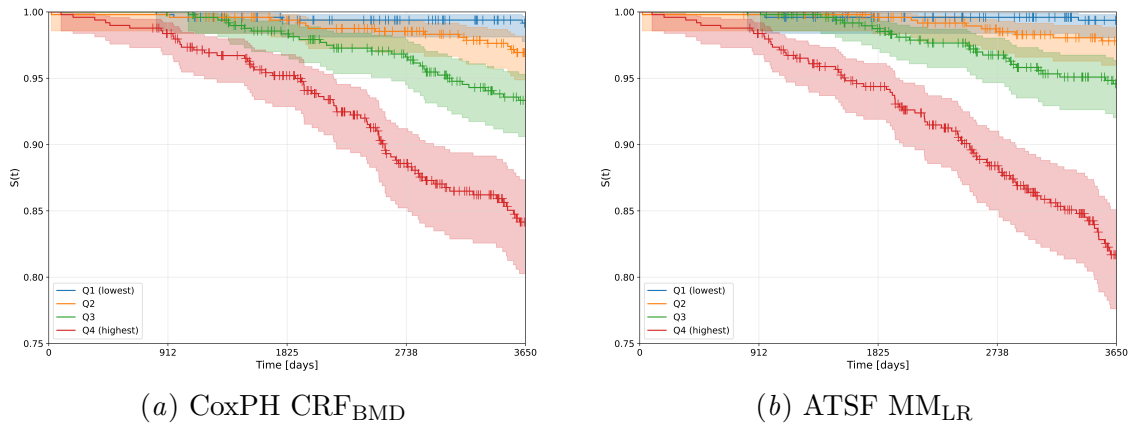 1.00
0.95
0.90
0.85
0.80
0.75
S(t)
Q1 (lowest)
Q2
Q3
Q4 (highest)
0
912
1825
2738
3650
Time [days]
(a) CoxPH CRF_BMD
1.00
0.95
0.90
0.85
0.80
0.75
S(t)
Q1 (lowest)
Q2
Q3
Q4 (highest)
0
912
1825
2738
3650
Time [days]
(b) ATSF MM_LR